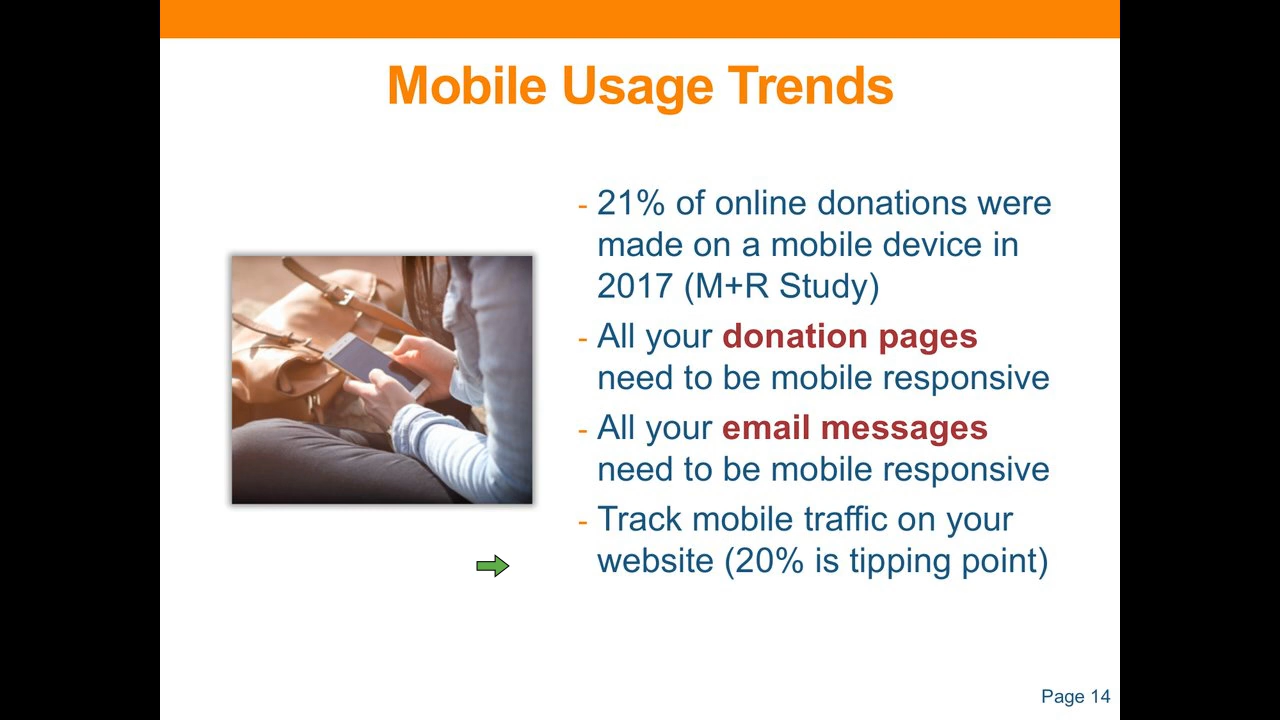 Mobile Usage Trends
- 21% of online donations were
made on a mobile device in
2017 (M+R Study)
- All your donation pages
need to be mobile responsive
- All your email messages
need to be mobile responsive
- Track mobile traffic on your
website (20% is tipping point)
Page 14